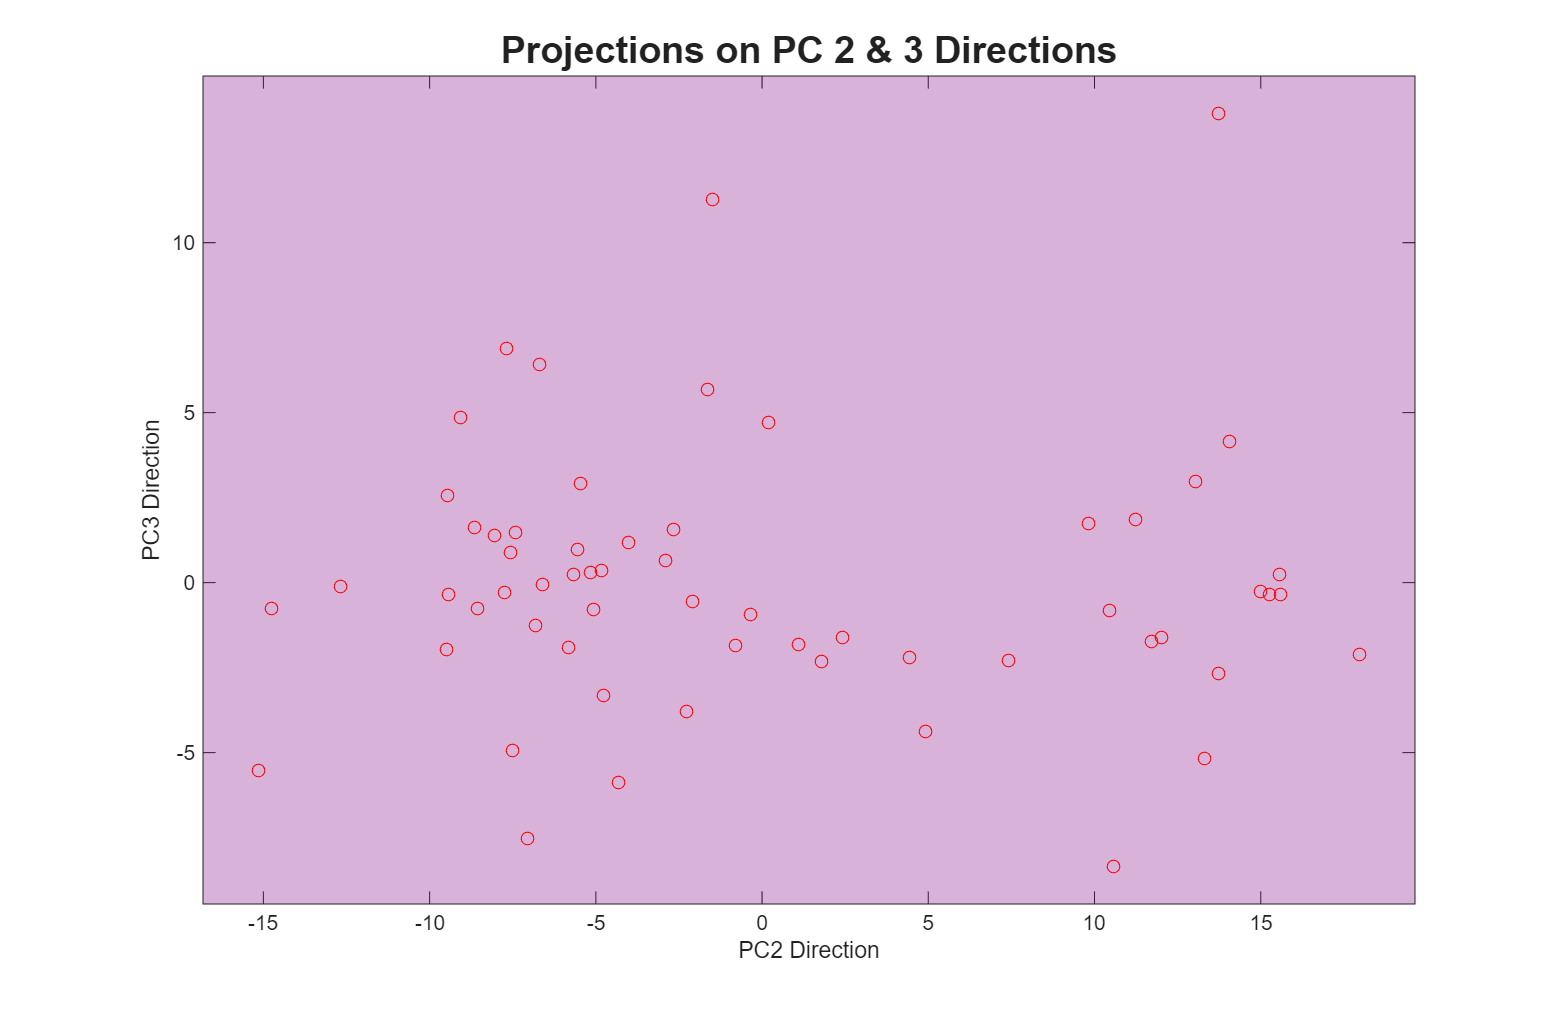 Projections on PC 2 & 3 Directions
10
5
0
-5
PC3 Direction
-15 -10 -5 0 5 10 15
PC2 Direction